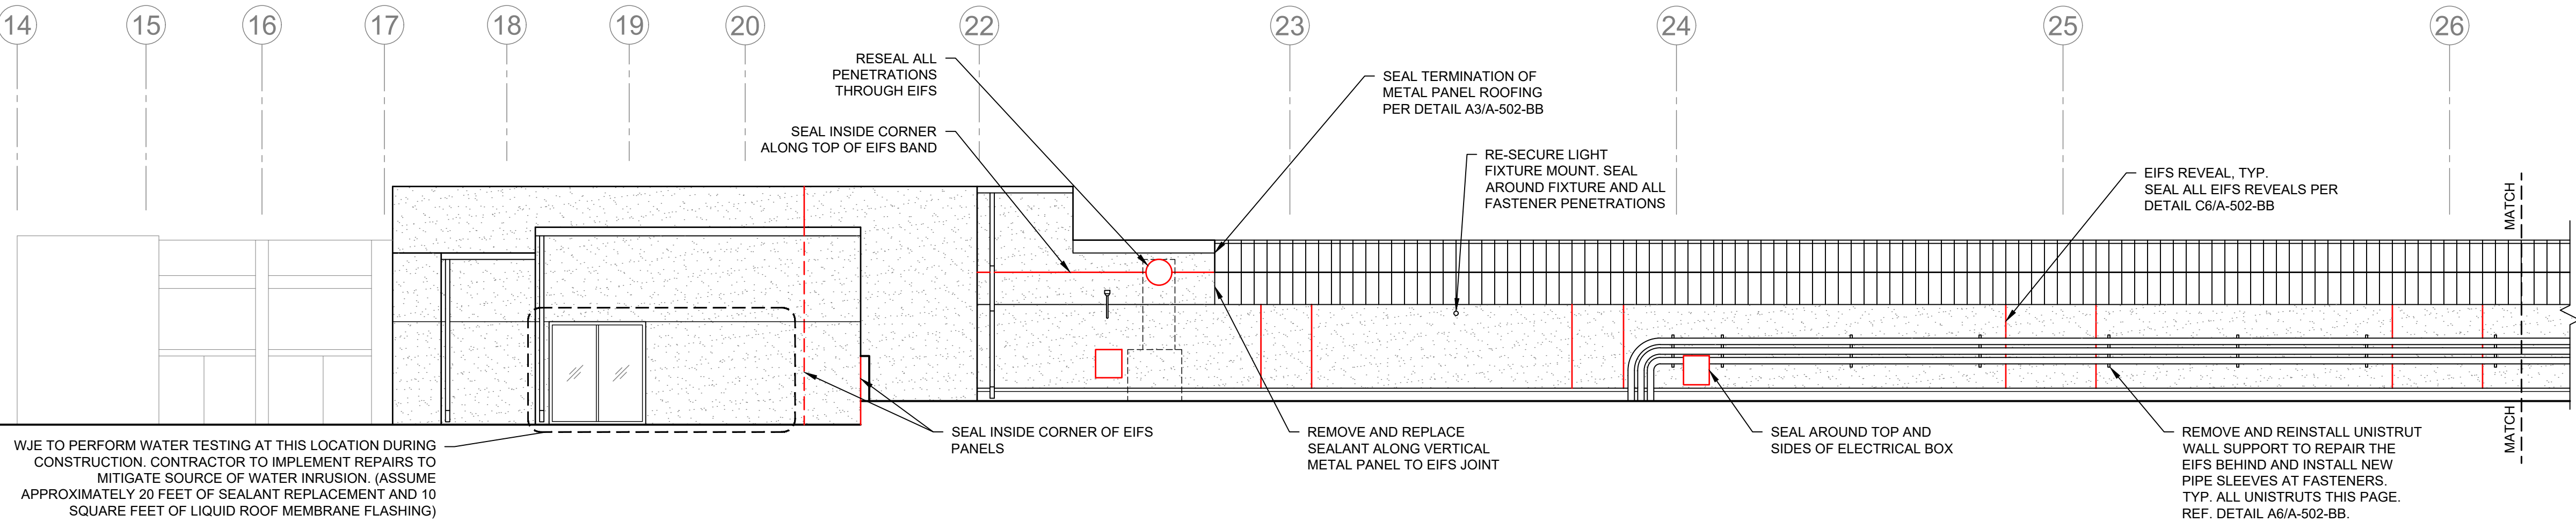 14
15
16
17
18
19
20
22
23
24
25
26
RESEAL ALL
PENETRATIONS
THROUGH EIFS
SEAL INSIDE CORNER
ALONG TOP OF EIFS BAND
SEAL TERMINATION OF
METAL PANEL ROOFING
PER DETAIL A3/A-502-BB
RE-SECURE LIGHT
FIXTURE MOUNT. SEAL
AROUND FIXTURE AND ALL
FASTENER PENETRATIONS
EIFS REVEAL, TYP.
SEAL ALL EIFS REVEALS PER
DETAIL C6/A-502-BB
MATCH
WJE TO PERFORM WATER TESTING AT THIS LOCATION DURING
CONSTRUCTION. CONTRACTOR TO IMPLEMENT REPAIRS TO
MITIGATE SOURCE OF WATER INRUSION. (ASSUME
APPROXIMATELY 20 FEET OF SEALANT REPLACEMENT AND 10
SQUARE FEET OF LIQUID ROOF MEMBRANE FLASHING)
SEAL INSIDE CORNER OF EIFS
PANELS
REMOVE AND REPLACE
SEALANT ALONG VERTICAL
METAL PANEL TO EIFS JOINT
SEAL AROUND TOP AND
SIDES OF ELECTRICAL BOX
REMOVE AND REINSTALL UNISTRUT
WALL SUPPORT TO REPAIR THE
EIFS BEHIND AND INSTALL NEW
PIPE SLEEVES AT FASTENERS.
TYP. ALL UNISTRUTS THIS PAGE.
REF. DETAIL A6/A-502-BB.
MATCH